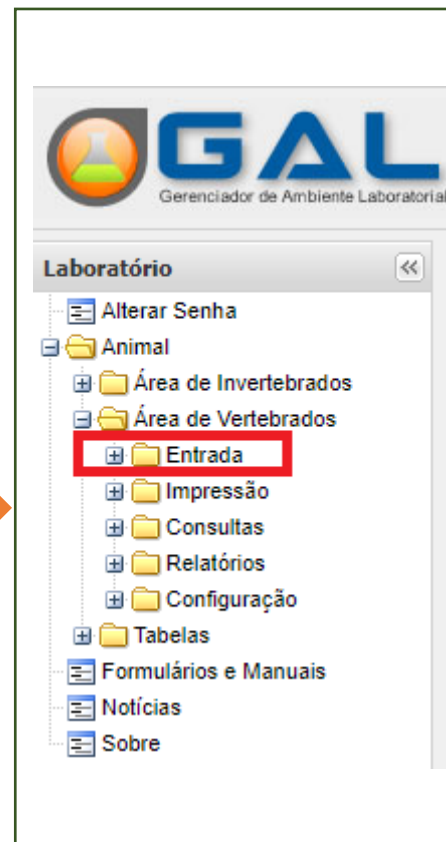 GAL
Gerenciador de Ambiente Laboratorial
Laboratório
Alterar Senha
Animal
Área de Invertebrados
Área de Vertebrados
Entrada
Impressão
Consultas
Relatórios
Configuração
Tabelas
Formulários e Manuais
Notícias
Sobre